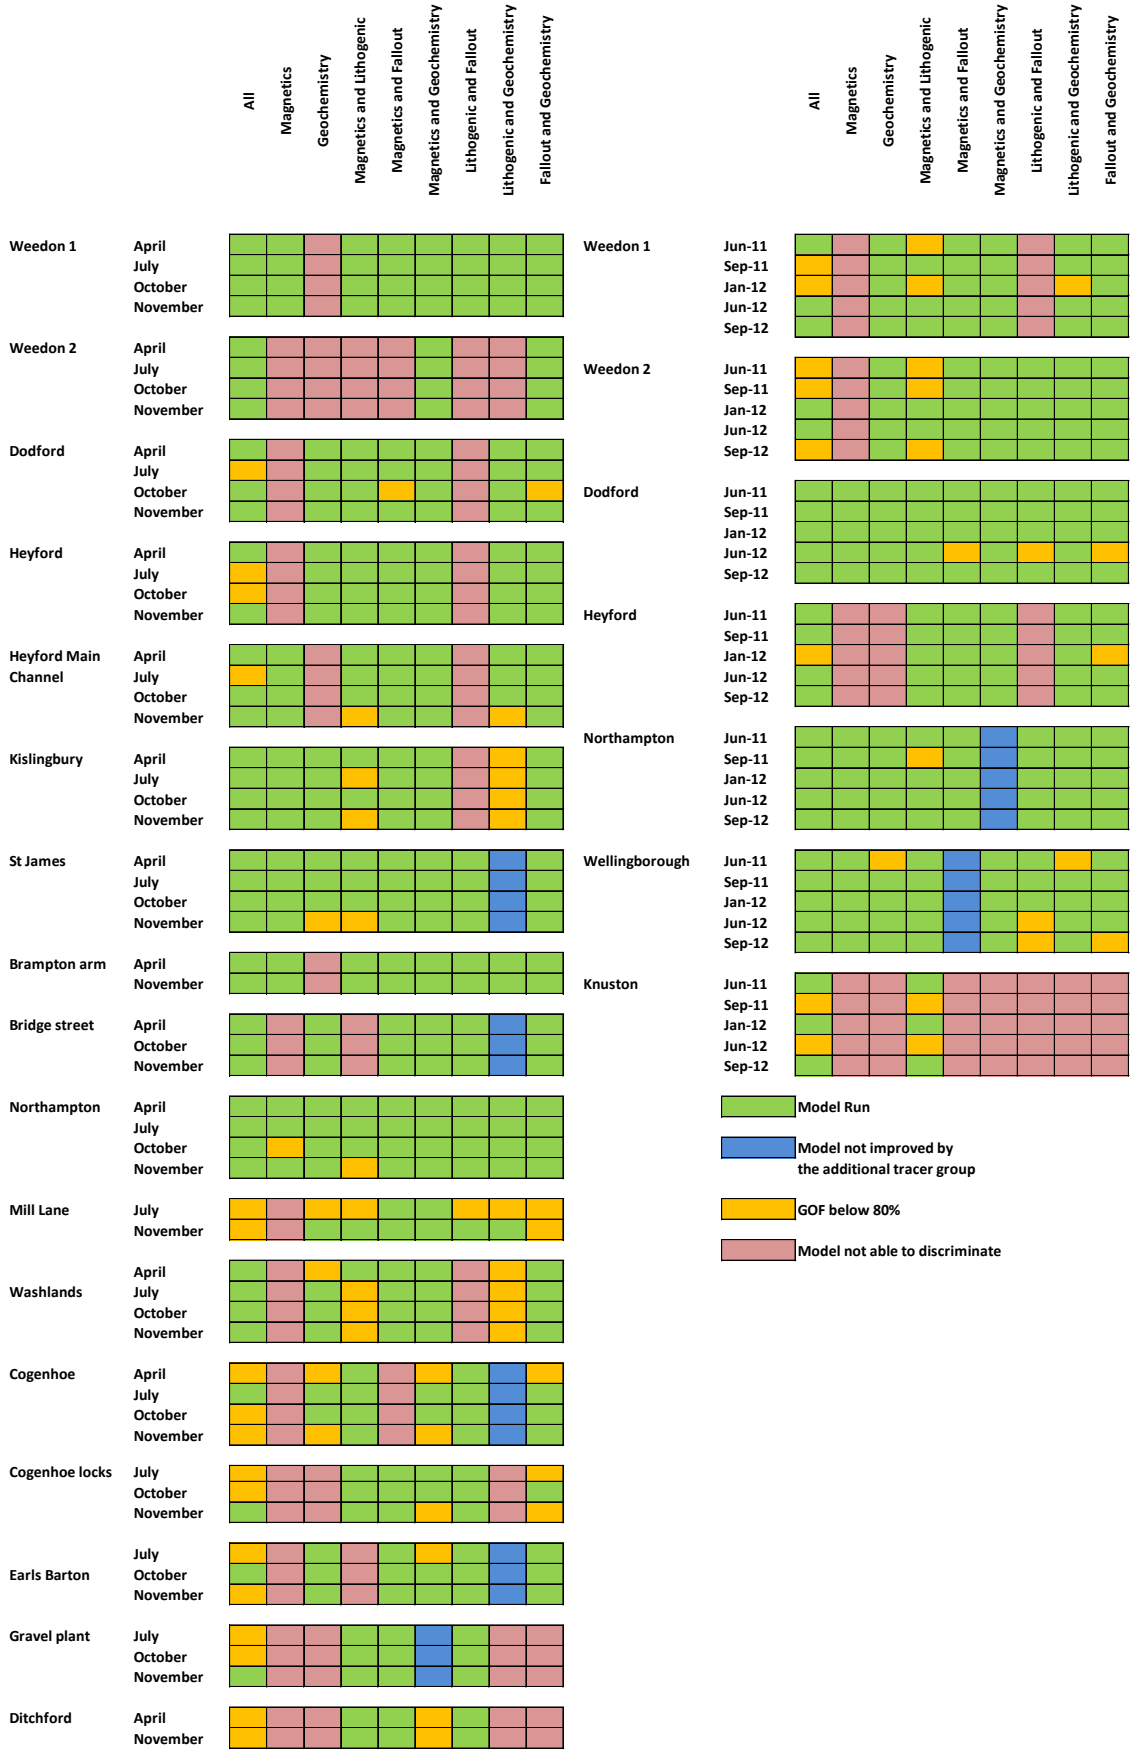 All
Magnetics
Geochemistry
Magnetics and Lithogenic
Magnetics and Fallout
Magnetics and Geochemistry
Lithogenic and Fallout
Lithogenic and Geochemistry
Fallout and Geochemistry
Weedon 1 April
July
October
November
Weedon 2 April
July
October
November
Dodford April
July
October
November
Heyford April
July
October
November
Heyford Main April
Channel July
October
November
Kislingbury April
July
October
November
St James April
July
October
November
Brampton arm April
November
Bridge street April
October
November
Northampton April
July
October
November
Mill Lane July
November
April
Washlands July
October
November
Cogenhoe April
July
October
November
Cogenhoe locks July
October
November
July
Earls Barton October
November
Gravel plant July
October
November
Ditchford April
November
All
Magnetics
Geochemistry
Magnetics and Lithogenic
Magnetics and Fallout
Magnetics and Geochemistry
Lithogenic and Fallout
Lithogenic and Geochemistry
Fallout and Geochemistry
Weedon 1 Jun-11
Sep-11
Jan-12
Jun-12
Sep-12
Weedon 2 Jun-11
Sep-11
Jan-12
Jun-12
Sep-12
Dodford Jun-11
Sep-11
Jan-12
Jun-12
Sep-12
Heyford Jun-11
Sep-11
Jan-12
Jun-12
Sep-12
Northampton Jun-11
Sep-11
Jan-12
Jun-12
Sep-12
Wellingborough Jun-11
Sep-11
Jan-12
Jun-12
Sep-12
Knuston Jun-11
Sep-11
Jan-12
Jun-12
Sep-12
Model Run
Model not improved by
the additional tracer group
GOF below 80%
Model not able to discriminate